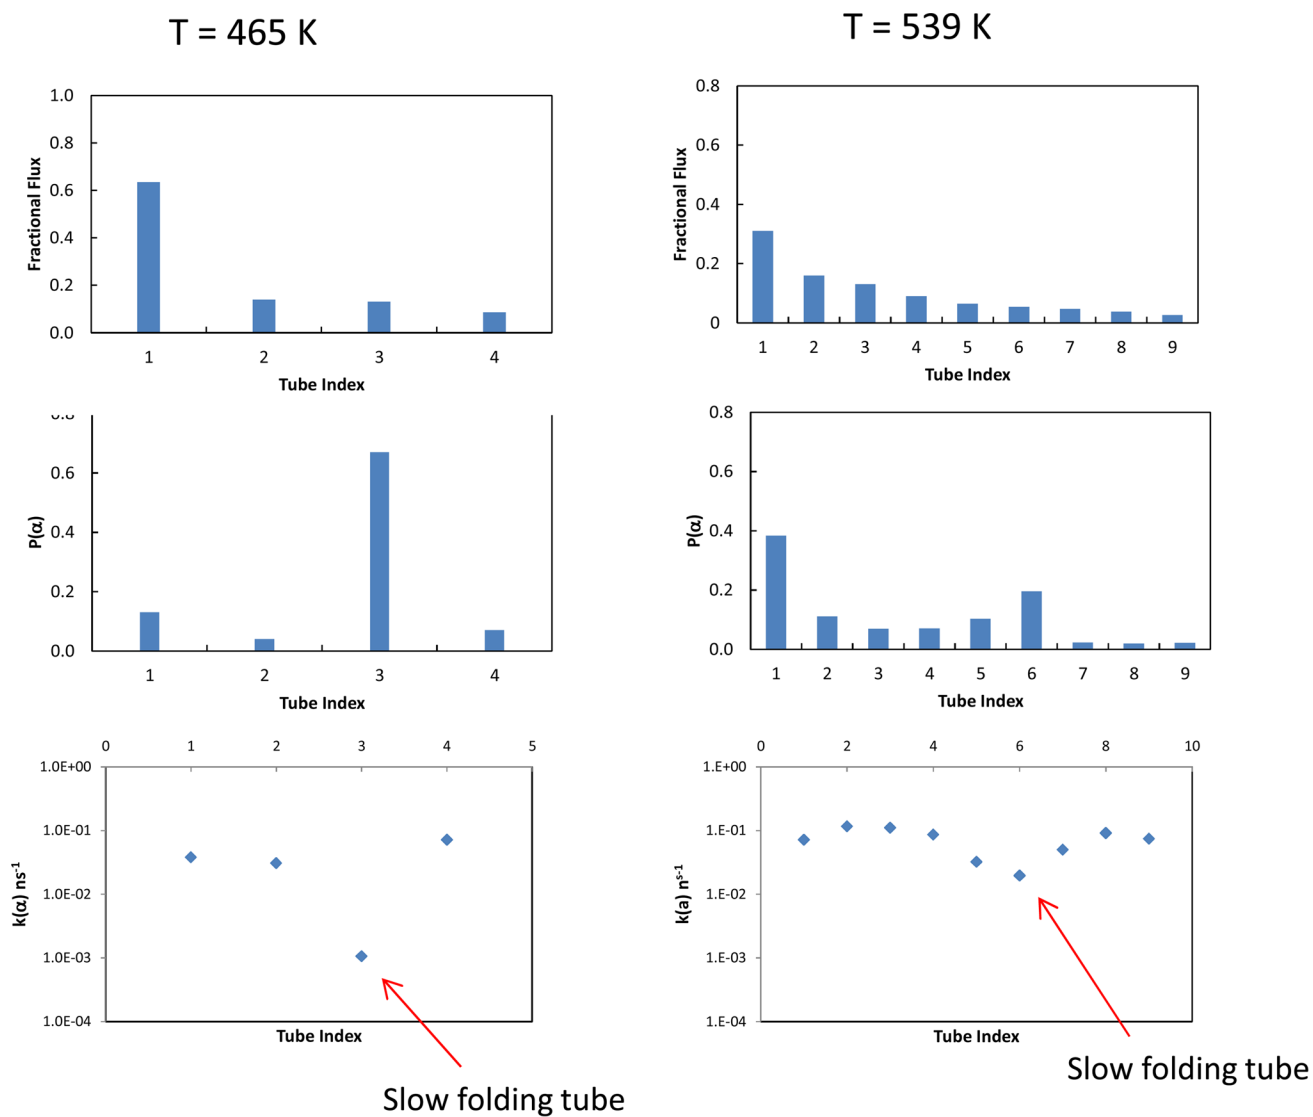 T = 465 K
T = 539 K
Fractional Flux
1.0
0.8
0.6
0.4
0.2
0.0
1 2 3 4
Tube Index
Fractional Flux
0.8
0.6
0.4
0.2
0
1 2 3 4 5 6 7 8 9
Tube Index
P(α)
0.6
0.4
0.2
0.0
1 2 3 4
Tube Index
P(α)
0.8
0.6
0.4
0.2
0.0
1 2 3 4 5 6 7 8 9
Tube Index
0 1 2 3 4 5
k(α) ns-1
1.0E+00
1.0E-01
1.0E-02
1.0E-03
1.0E-04
Tube Index
Slow folding tube
0 2 4 6 8 10
k(a) ns-1
1.E+00
1.E-01
1.E-02
1.E-03
1.E-04
Tube Index
Slow folding tube